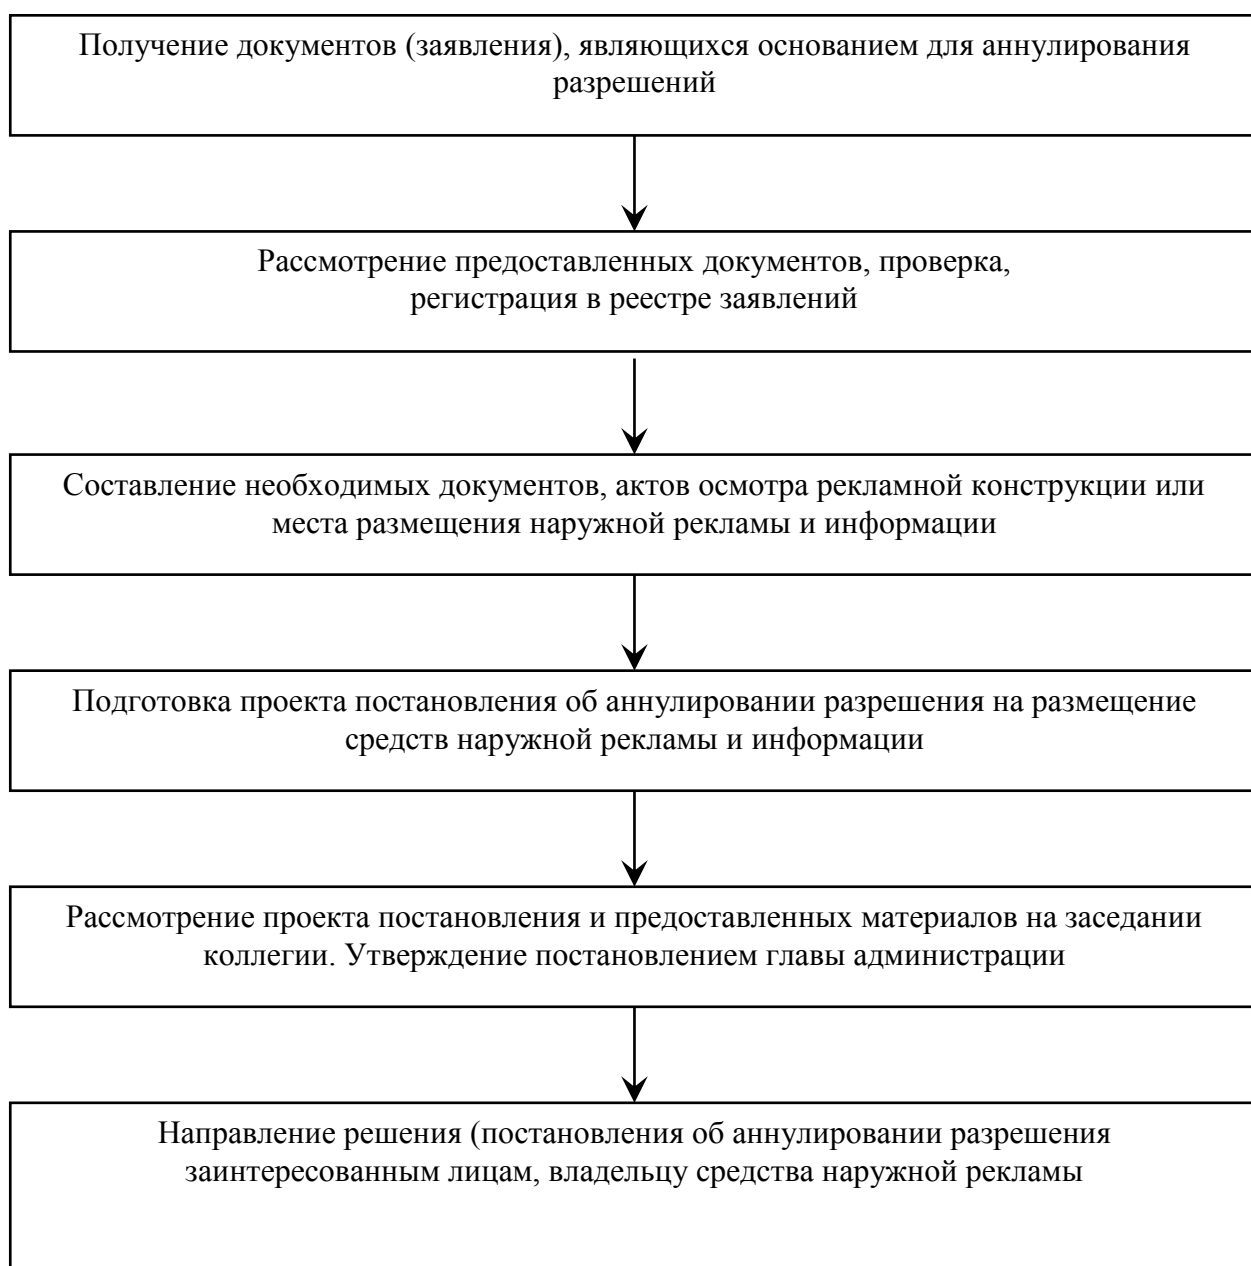 Получение документов (заявления), являющихся основанием для аннулирования
разрешений
Рассмотрение предоставленных документов, проверка,
регистрация в реестре заявлений
Составление необходимых документов, актов осмотра рекламной конструкции или
места размещения наружной рекламы и информации
Подготовка проекта постановления об аннулировании разрешения на размещение
средств наружной рекламы и информации
Рассмотрение проекта постановления и предоставленных материалов на заседании
коллегии. Утверждение постановлением главы администрации
Направление решения (постановления об аннулировании разрешения
заинтересованным лицам, владельцу средства наружной рекламы